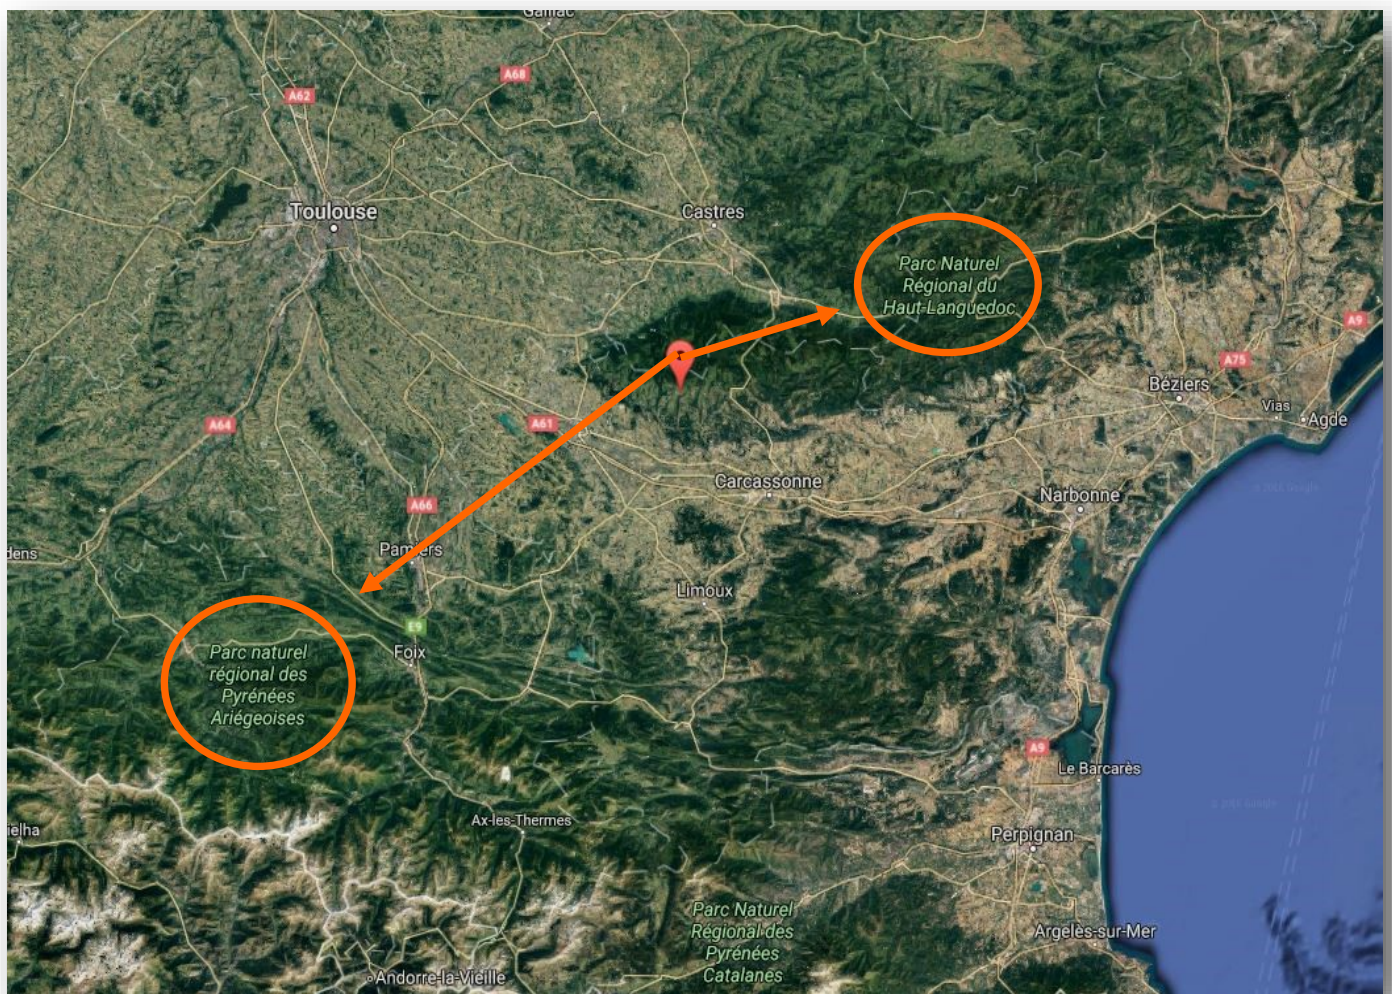 Gaillac
A68
A62
Toulouse
Castres
Parc Naturel
Régional du
Haut-Languedoc
A9
A75
Béziers
Vias
Agde
A64
A61
Carcassonne
Narbonne
A66
Pamiers
dens
Limoux
E9
Foix
Parc naturel
régional des
Pyrénées
Ariégeoises
A9
Le Barcarès
Ax-les-Thermes
ielha
Perpignan
Parc Naturel
Régional des
Pyrénées
Catalanes
Argelès-sur-Mer
Andorre-la-Vieille